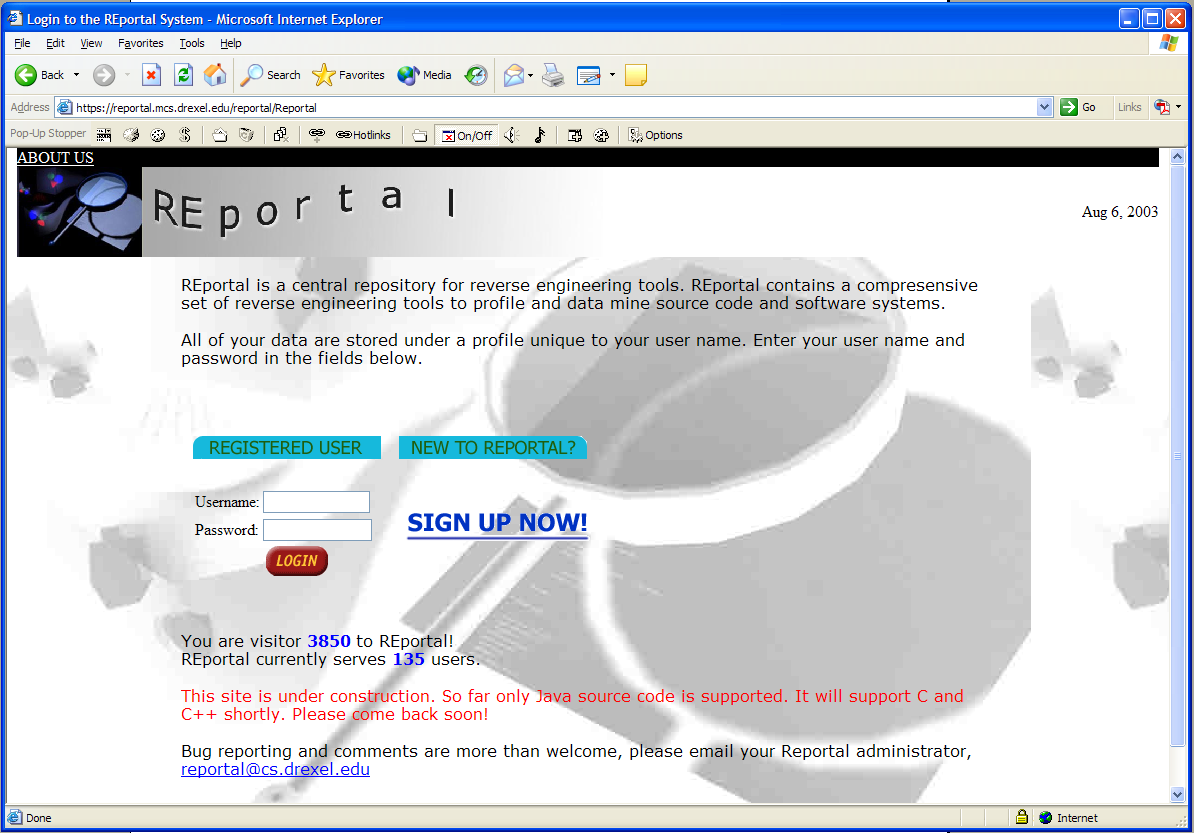 Login to the REportal System - Microsoft Internet Explorer
File Edit View Favorites Tools Help
Back Search Favorites Media
Address https://reportal.mcs.drexel.edu/reportal/Reportal Go Links
Pop-Up Stopper Hotlinks On/Off Options
ABOUT US
REportal
Aug 6, 2003
REportal is a central repository for reverse engineering tools. REportal contains a compresensive
set of reverse engineering tools to profile and data mine source code and software systems.
All of your data are stored under a profile unique to your user name. Enter your user name and
password in the fields below.
REGISTERED USER NEW TO REPORTAL?
Username:
Password:
SIGN UP NOW!
LOGIN
You are visitor 3850 to REportal!
REportal currently serves 135 users.
This site is under construction. So far only Java source code is supported. It will support C and
C++ shortly. Please come back soon!
Bug reporting and comments are more than welcome, please email your Reportal administrator,
reportal@cs.drexel.edu
Done Internet